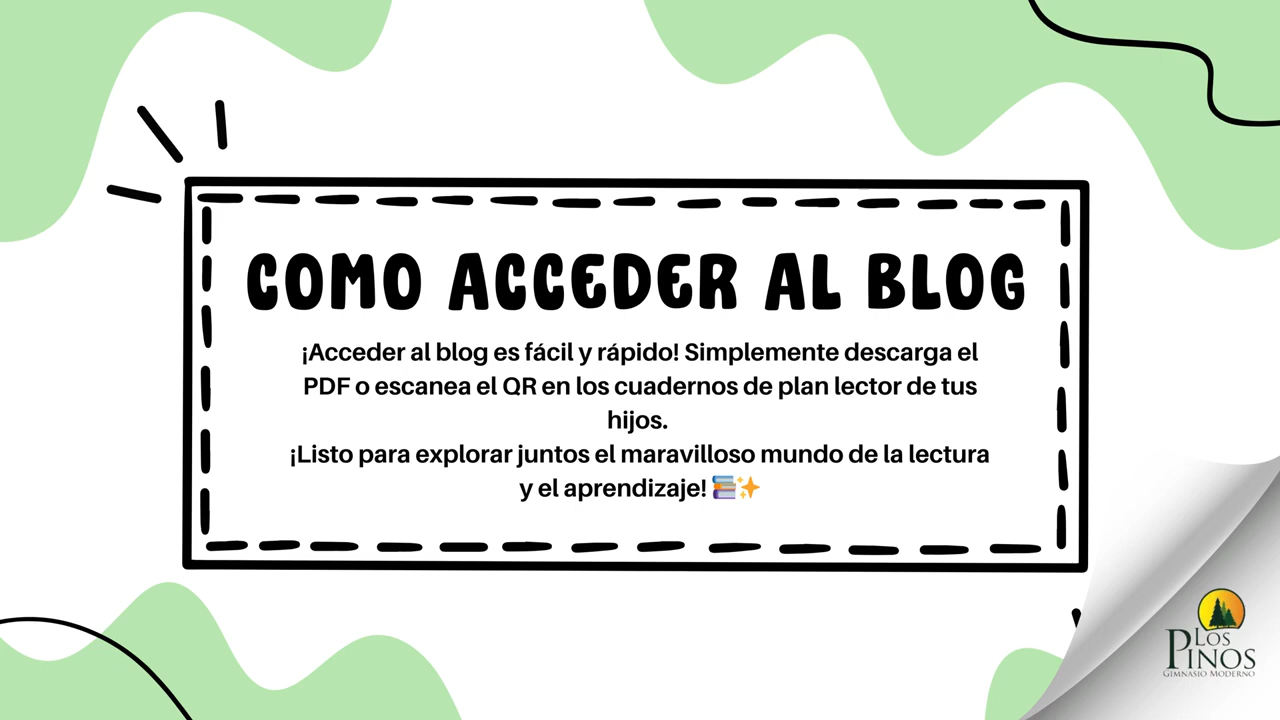 COMO ACCEDER AL BLOG
¡Acceder al blog es fácil y rápido! Simplemente descarga el
PDF o escanea el QR en los cuadernos de plan lector de tus
hijos.
¡Listo para explorar juntos el maravilloso mundo de la lectura
y el aprendizaje! 📚✨
LOS
PINOS
GIMNASIO MODERNO